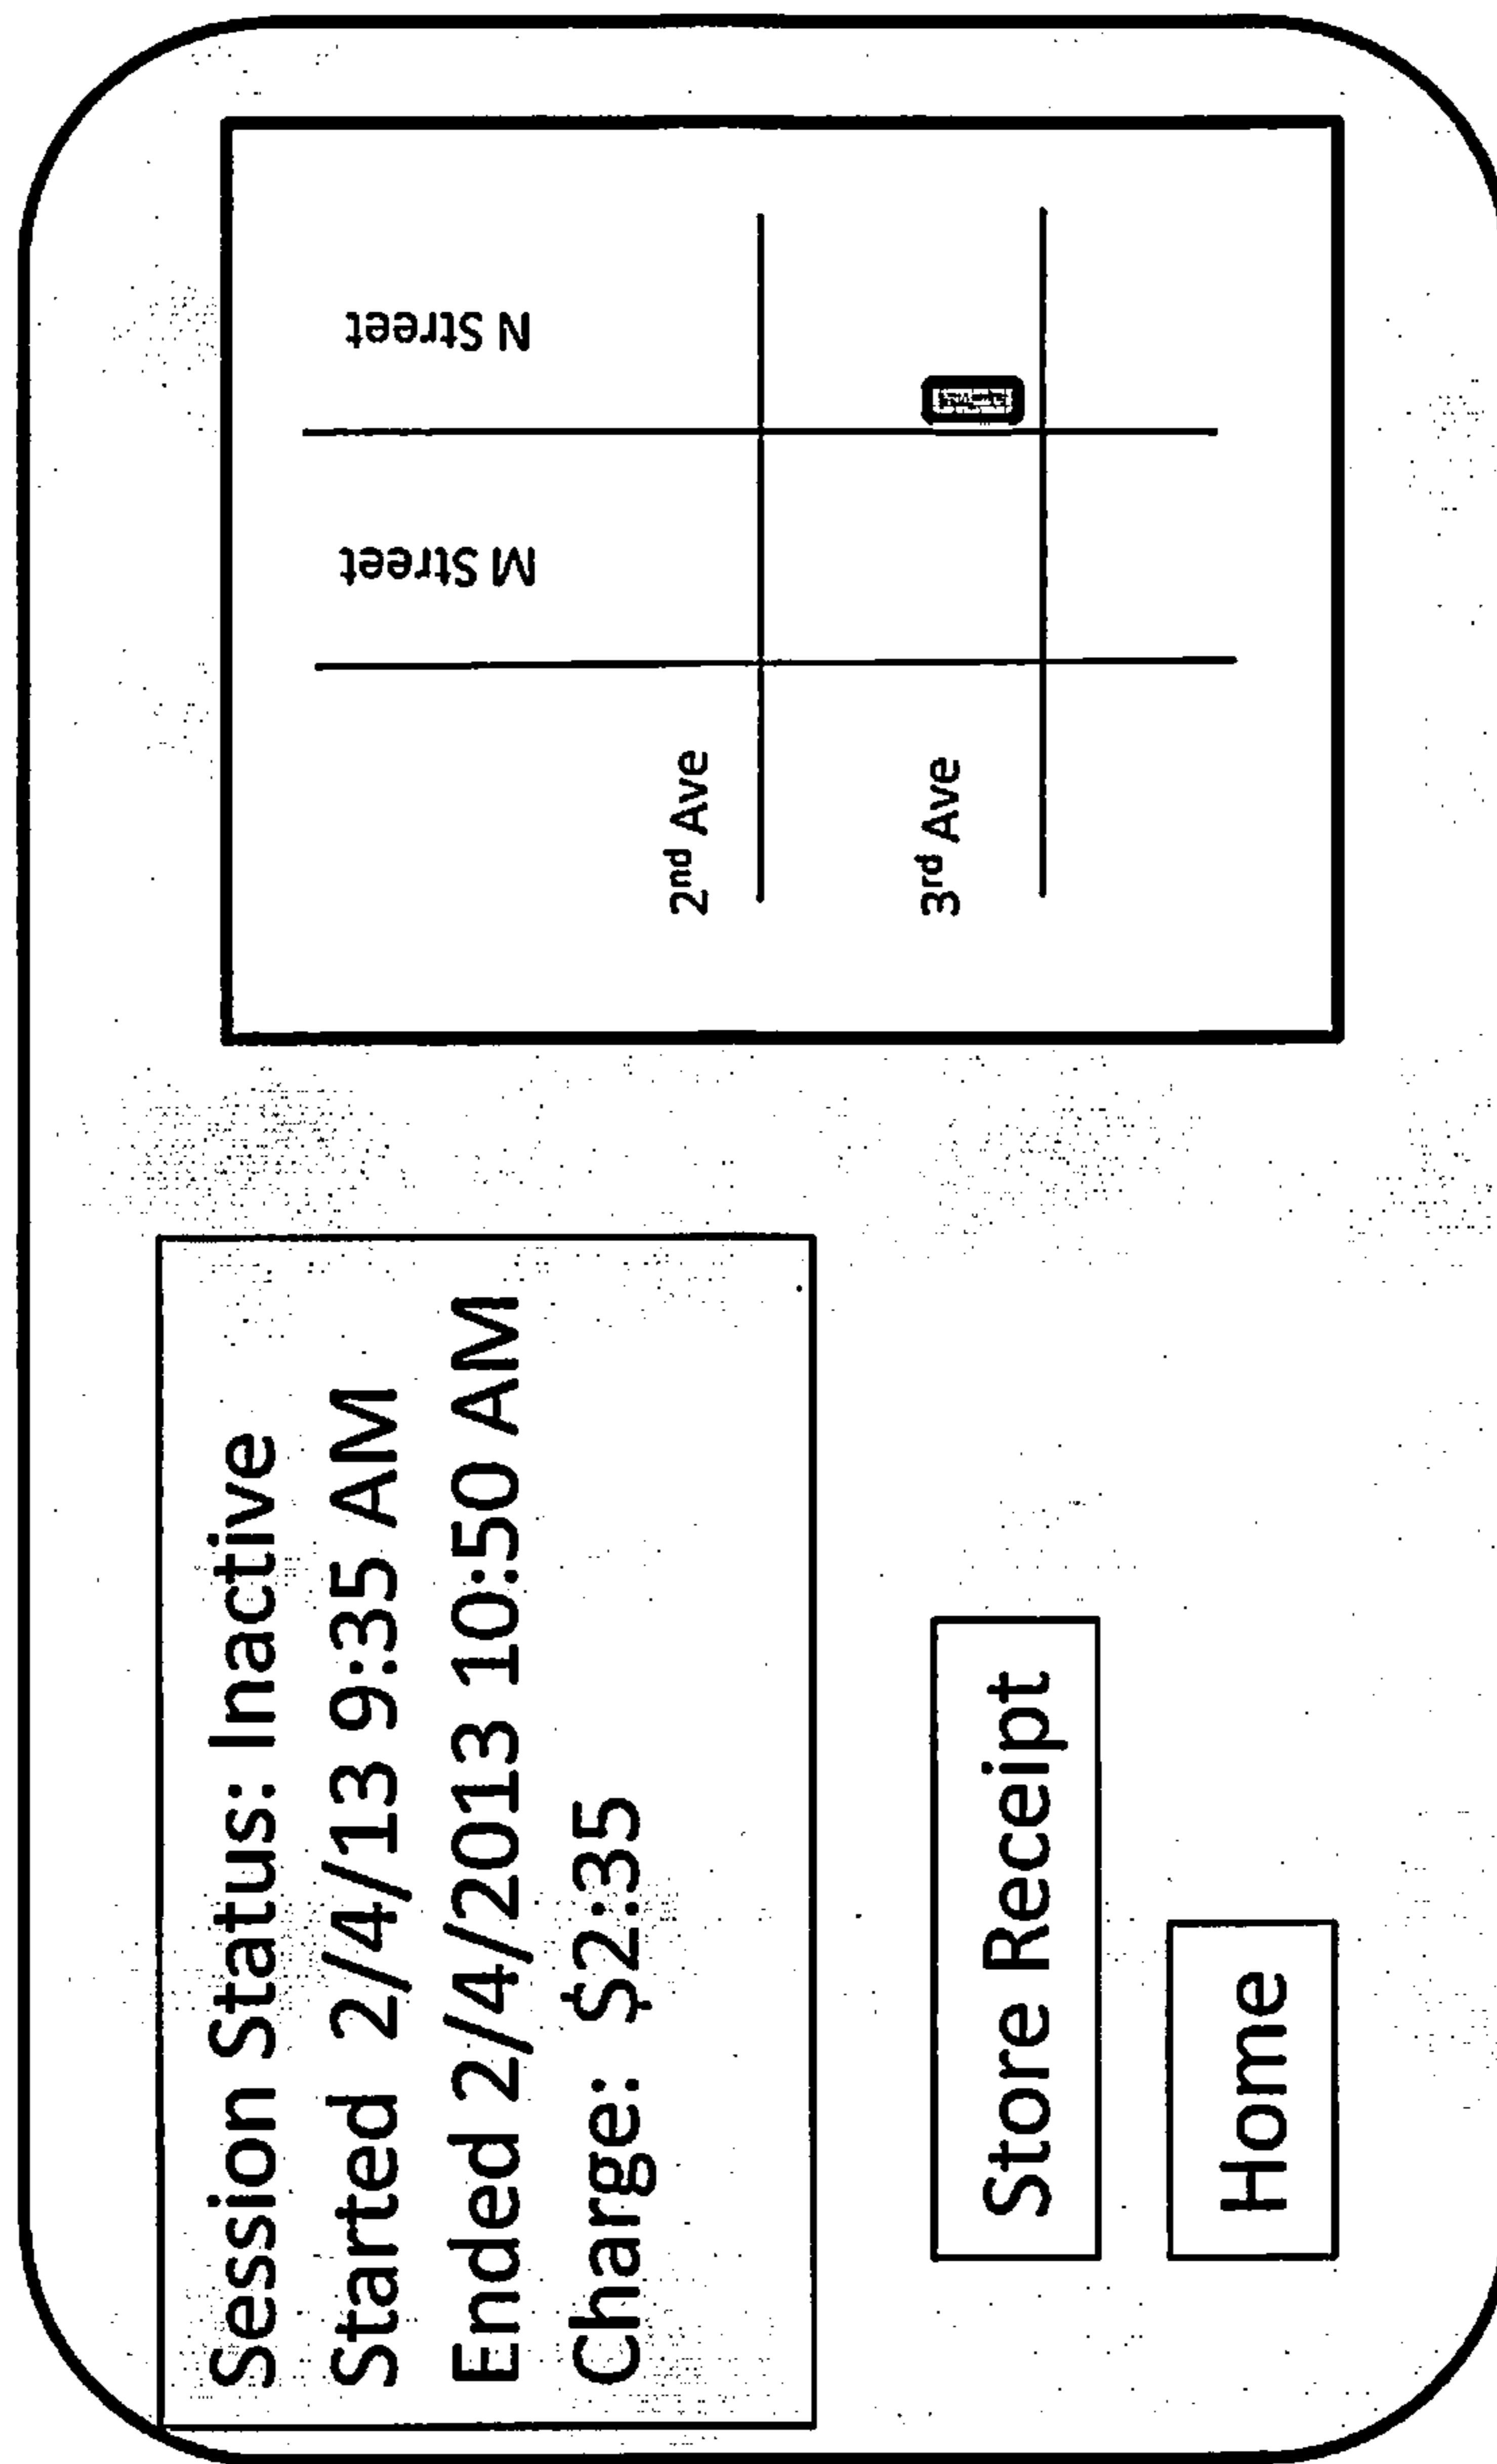 Session Status: Inactive
Started 2/4/13 9:35 AM
Ended 2/4/2013 10:50 AM
Charge: $2:35
Store Receipt
Home
M Street
N Street
2nd Ave
3rd Ave